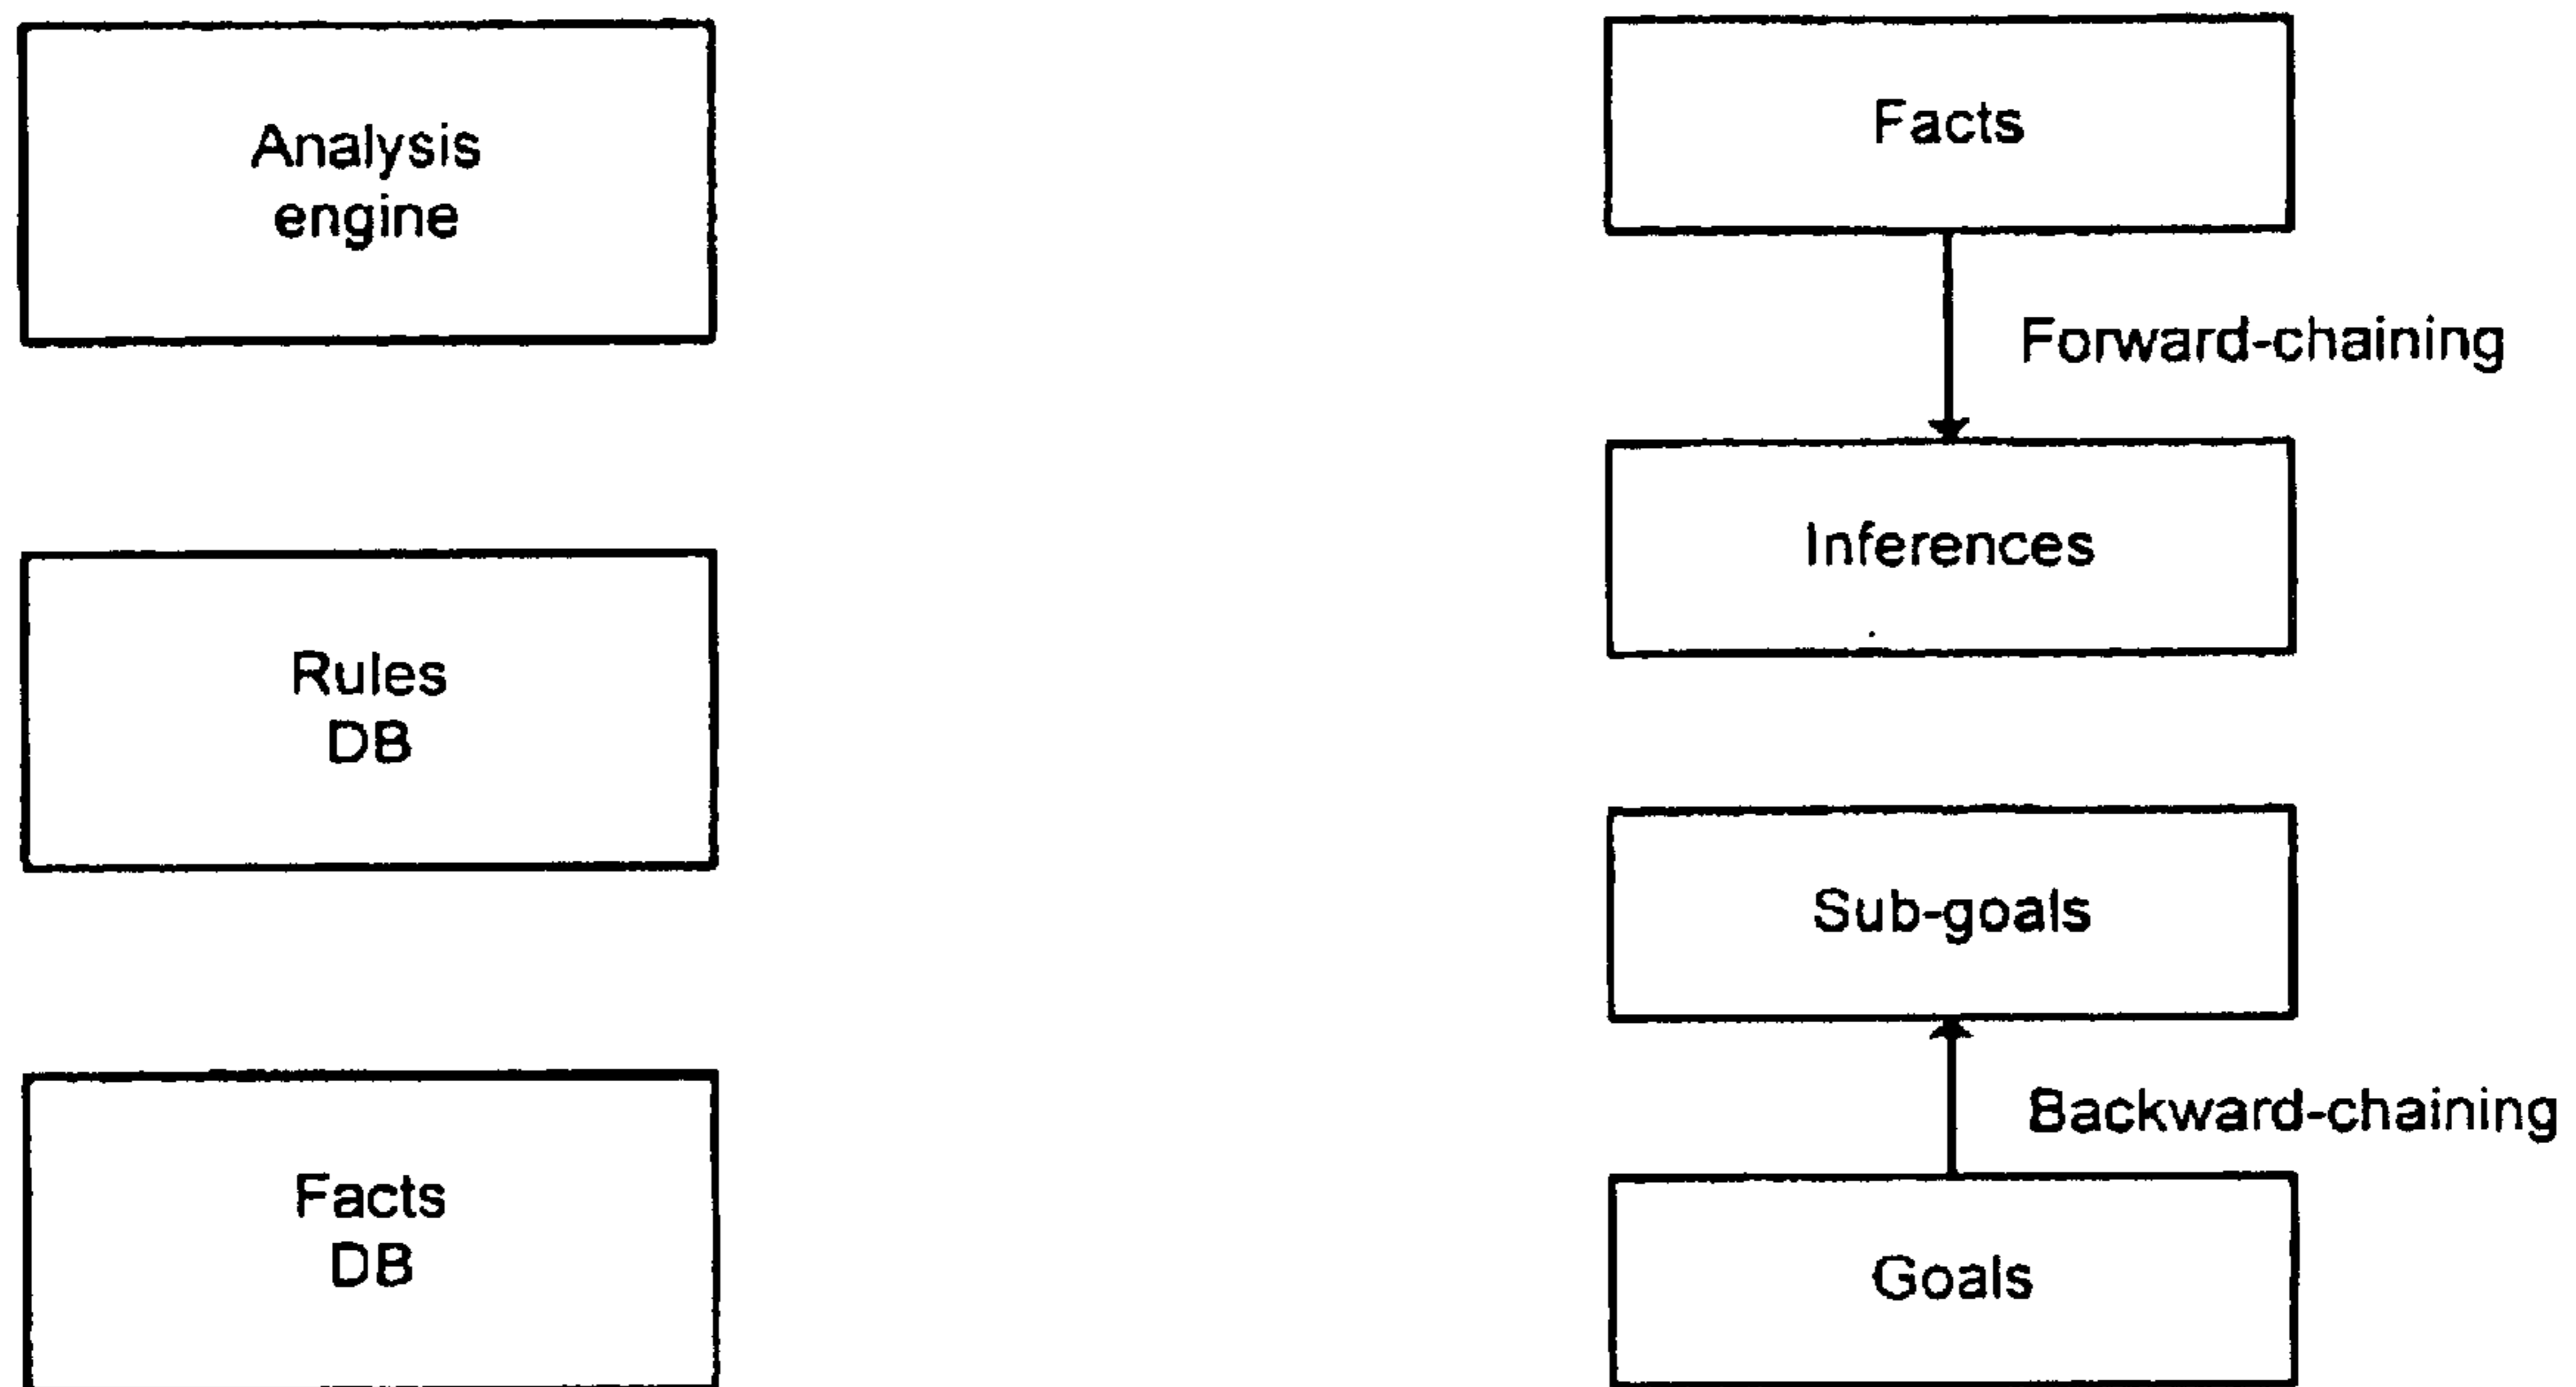 Analysis
engine
Rules
DB
Facts
DB
Facts
Forward-chaining
Inferences
Sub-goals
Backward-chaining
Goals